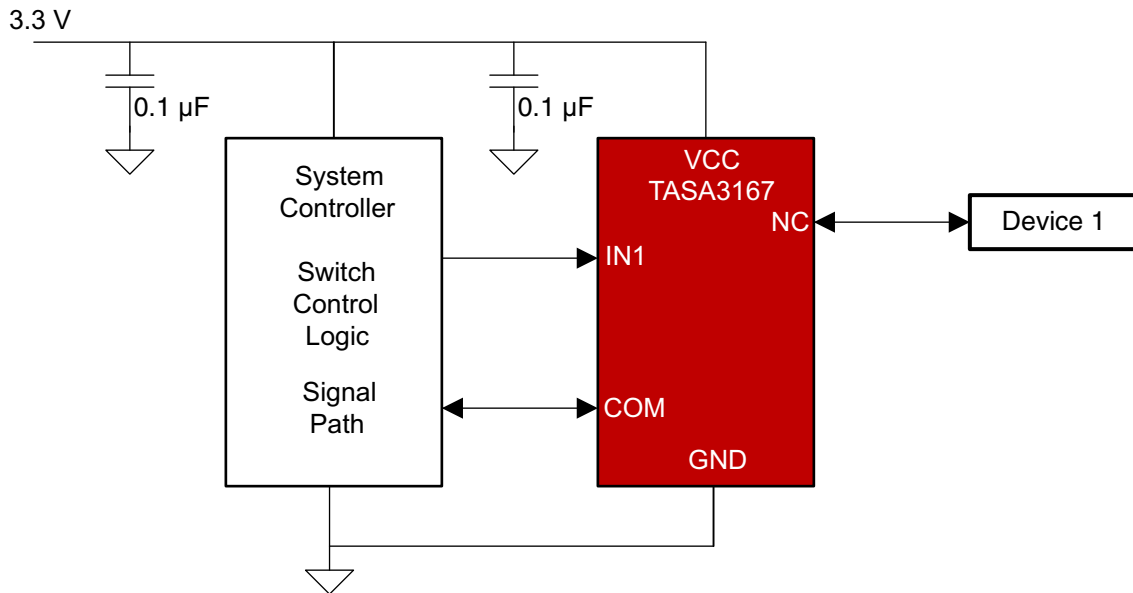 3.3 V
0.1 µF
0.1 µF
System
Controller
Switch
Control
Logic
Signal
Path
VCC
TASA3167
NC
IN1
COM
GND
Device 1